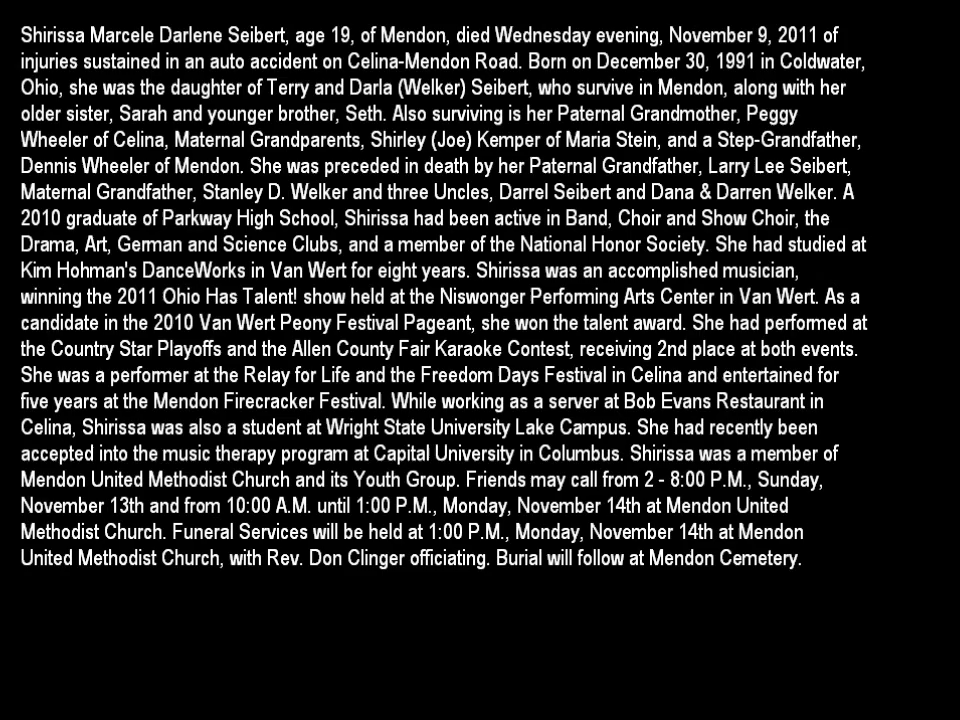 Shirissa Marcele Darlene Seibert, age 19, of Mendon, died Wednesday evening, November 9, 2011 of
injuries sustained in an auto accident on Celina-Mendon Road. Born on December 30, 1991 in Coldwater,
Ohio, she was the daughter of Terry and Darla (Welker) Seibert, who survive in Mendon, along with her
older sister, Sarah and younger brother, Seth. Also surviving is her Paternal Grandmother, Peggy
Wheeler of Celina, Maternal Grandparents, Shirley (Joe) Kemper of Maria Stein, and a Step-Grandfather,
Dennis Wheeler of Mendon. She was preceded in death by her Paternal Grandfather, Larry Lee Seibert,
Maternal Grandfather, Stanley D. Welker and three Uncles, Darrel Seibert and Dana & Darren Welker. A
2010 graduate of Parkway High School, Shirissa had been active in Band, Choir and Show Choir, the
Drama, Art, German and Science Clubs, and a member of the National Honor Society. She had studied at
Kim Hohman's DanceWorks in Van Wert for eight years. Shirissa was an accomplished musician,
winning the 2011 Ohio Has Talent! show held at the Niswonger Performing Arts Center in Van Wert. As a
candidate in the 2010 Van Wert Peony Festival Pageant, she won the talent award. She had performed at
the Country Star Playoffs and the Allen County Fair Karaoke Contest, receiving 2nd place at both events.
She was a performer at the Relay for Life and the Freedom Days Festival in Celina and entertained for
five years at the Mendon Firecracker Festival. While working as a server at Bob Evans Restaurant in
Celina, Shirissa was also a student at Wright State University Lake Campus. She had recently been
accepted into the music therapy program at Capital University in Columbus. Shirissa was a member of
Mendon United Methodist Church and its Youth Group. Friends may call from 2 - 8:00 P.M., Sunday,
November 13th and from 10:00 A.M. until 1:00 P.M., Monday, November 14th at Mendon United
Methodist Church. Funeral Services will be held at 1:00 P.M., Monday, November 14th at Mendon
United Methodist Church, with Rev. Don Clinger officiating. Burial will follow at Mendon Cemetery.